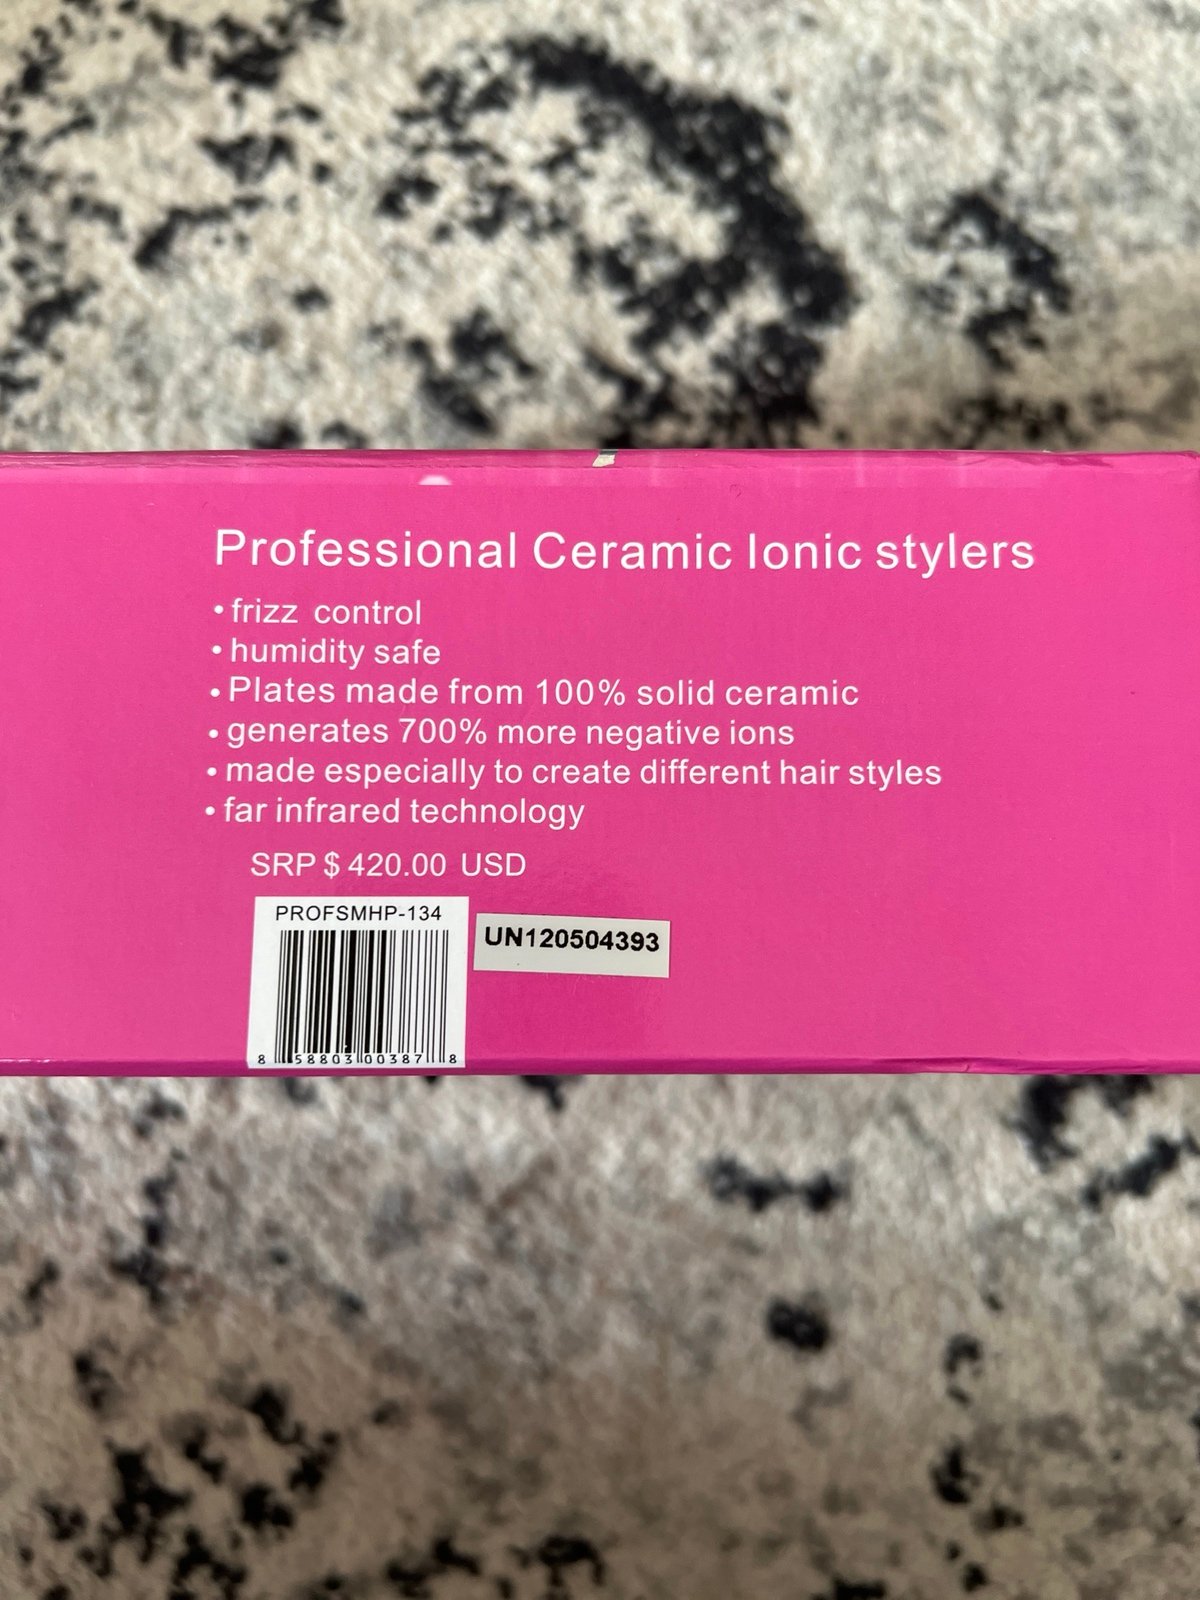 Professional Ceramic Ionic stylers
• frizz control
• humidity safe
• Plates made from 100% solid ceramic
• generates 700% more negative ions
• made especially to create different hair styles
• far infrared technology
SRP $ 420.00 USD
PROFSMHP-134
UN120504393
8 58803 00387 8